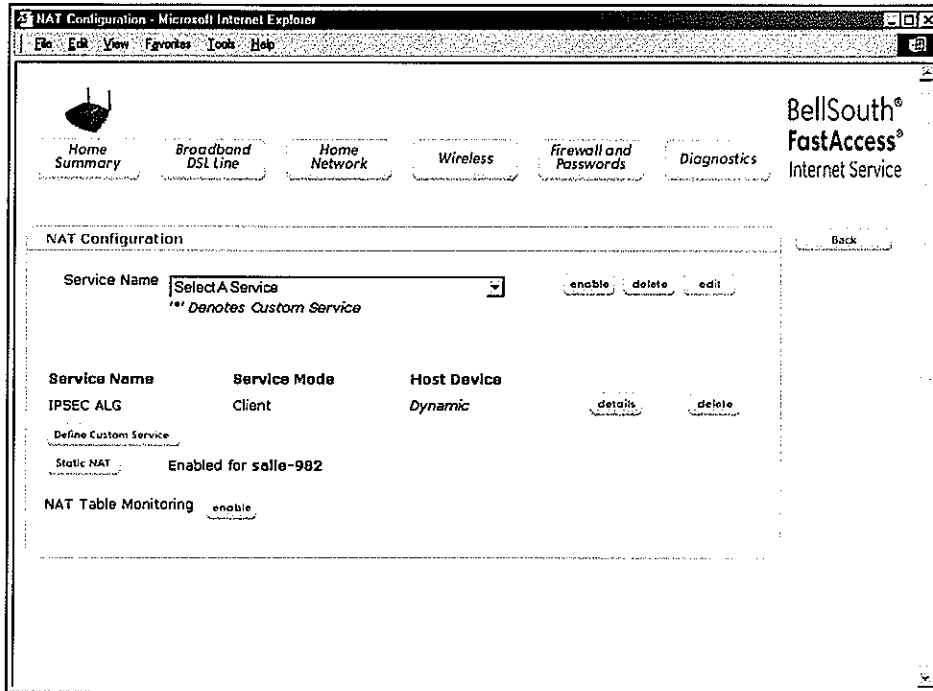 NAT Configuration - Microsoft Internet Explorer
File Edit View Favorites Tools Help
BellSouth®
FastAccess®
Internet Service
Home Summary
Broadband DSL Line
Home Network
Wireless
Firewall and Passwords
Diagnostics
NAT Configuration
Back
Service Name Select A Service enable delete edit
'*' Denotes Custom Service
Service Name Service Mode Host Device
IPSEC ALG Client Dynamic details delete
Define Custom Service
Static NAT Enabled for salle-982
NAT Table Monitoring enable